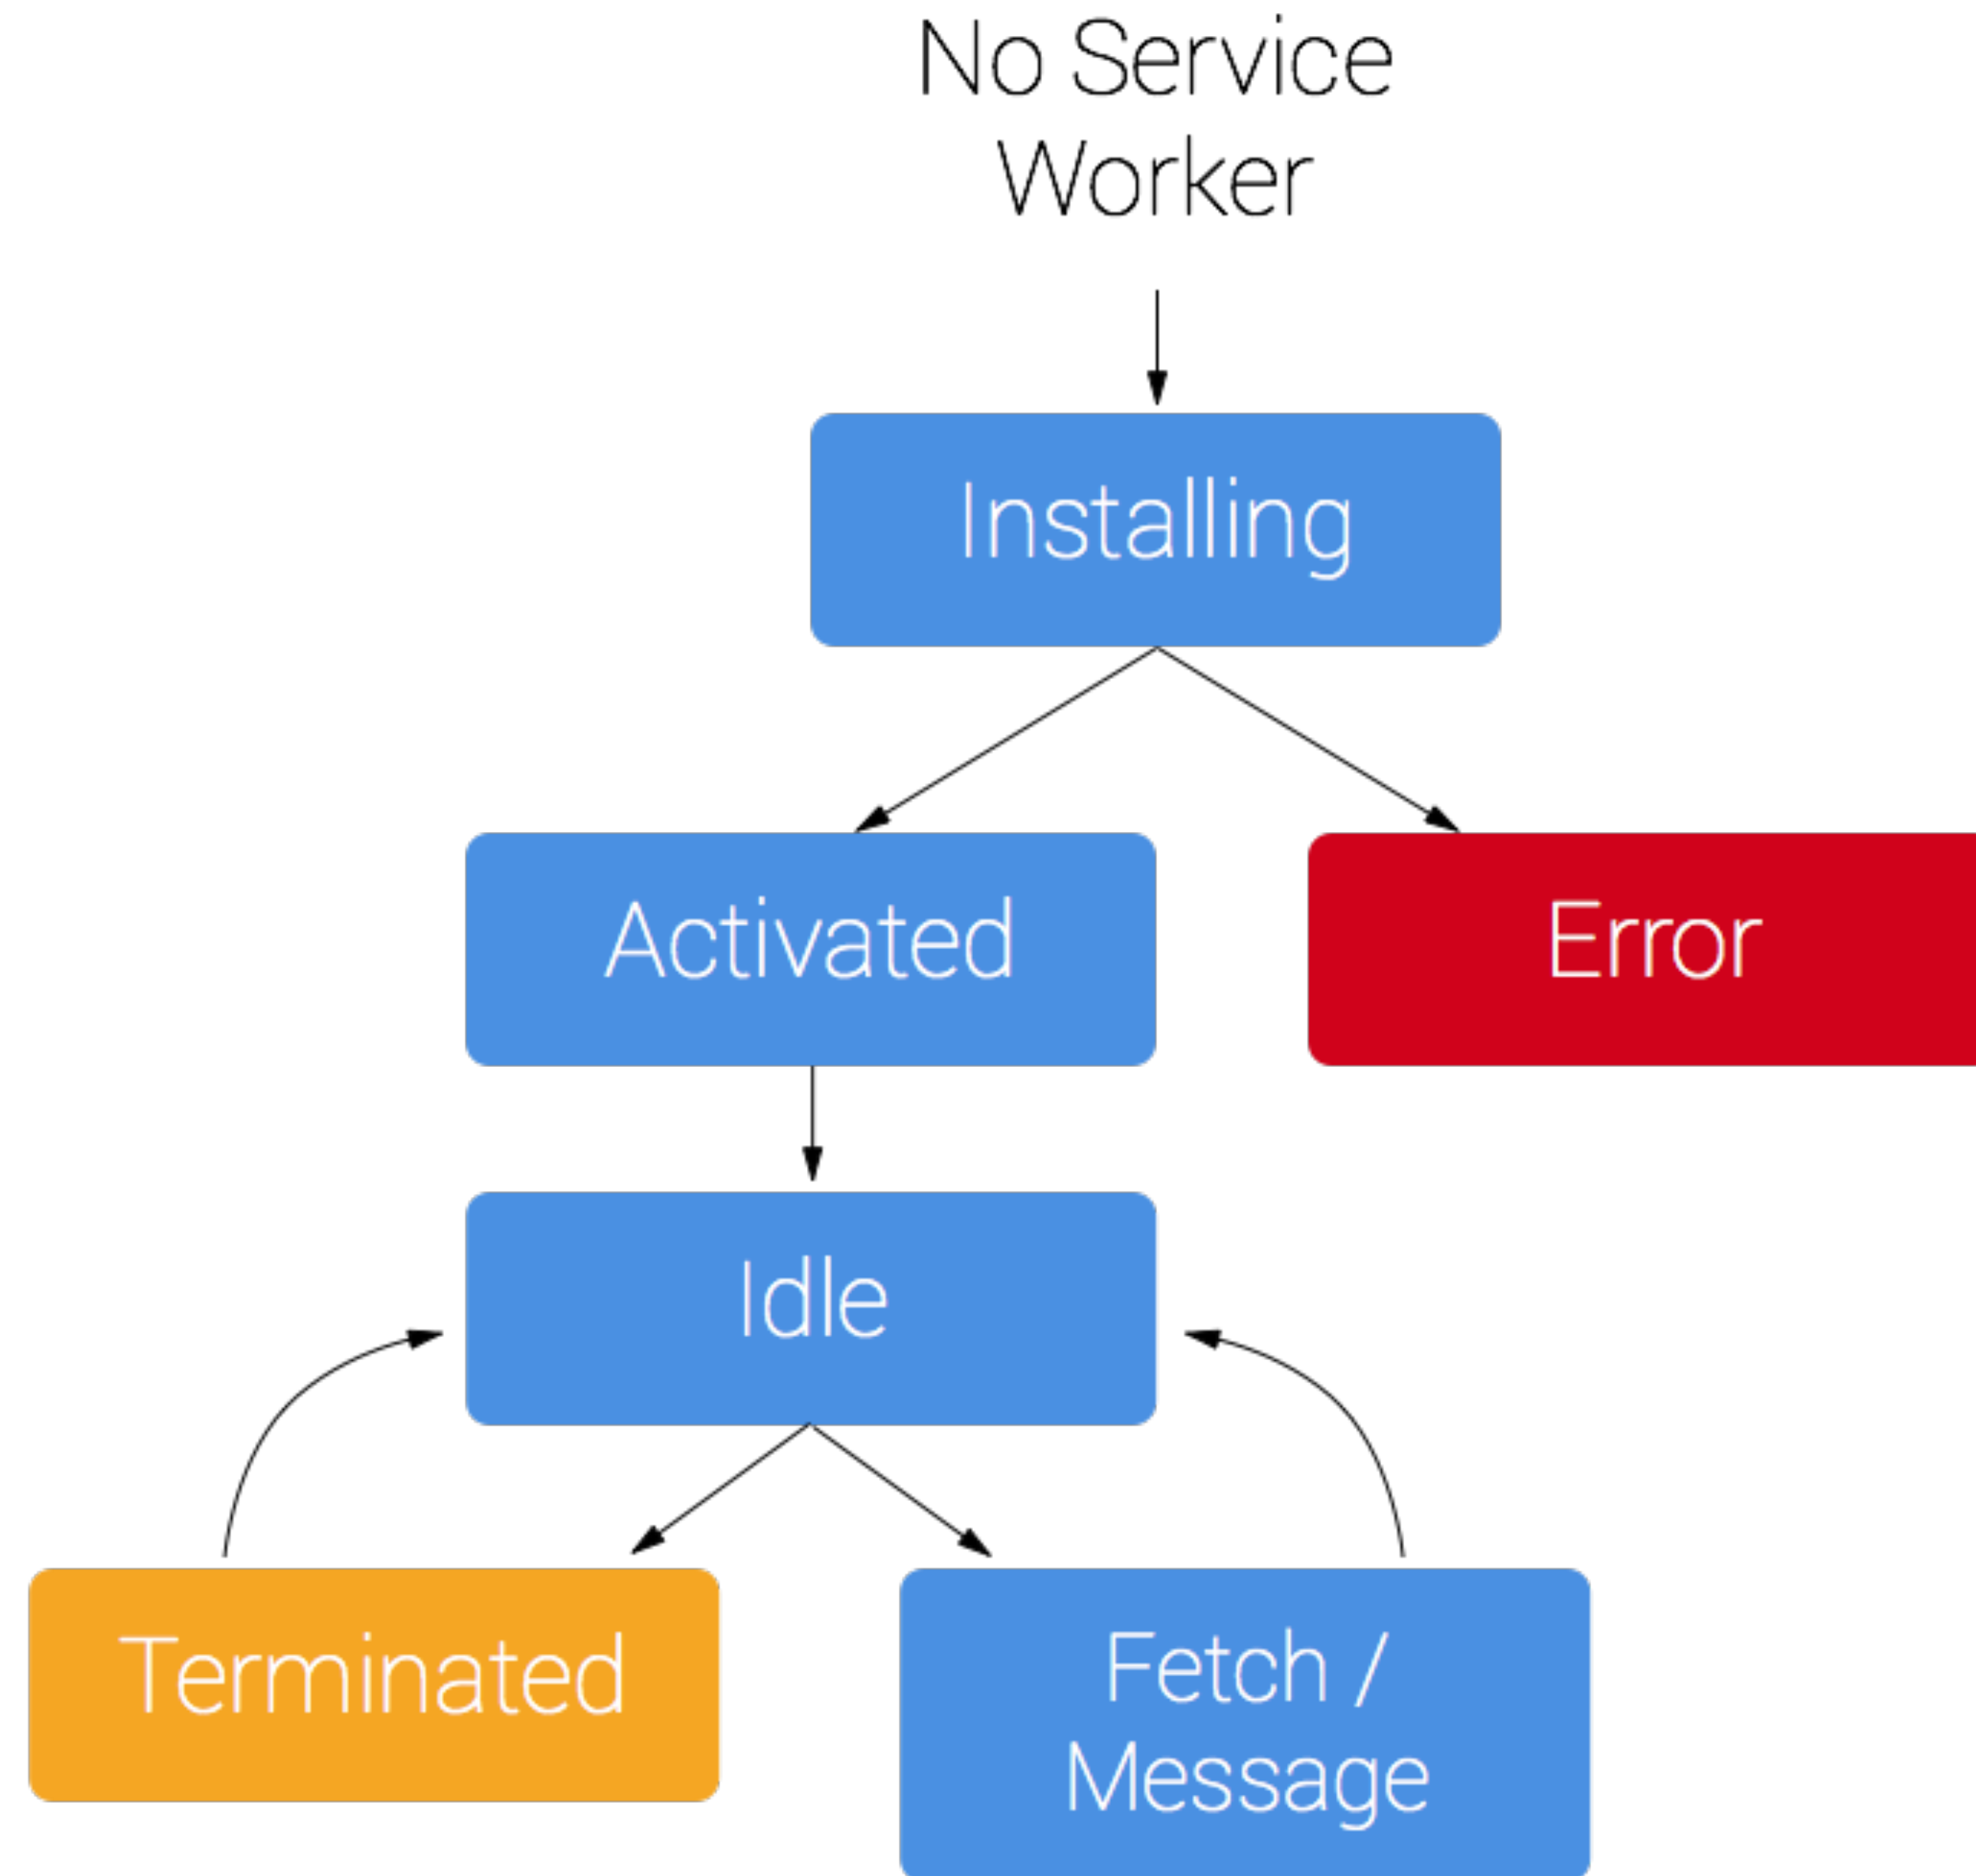 No Service
Worker
Installing
Activated
Error
Idle
Terminated
Fetch /
Message